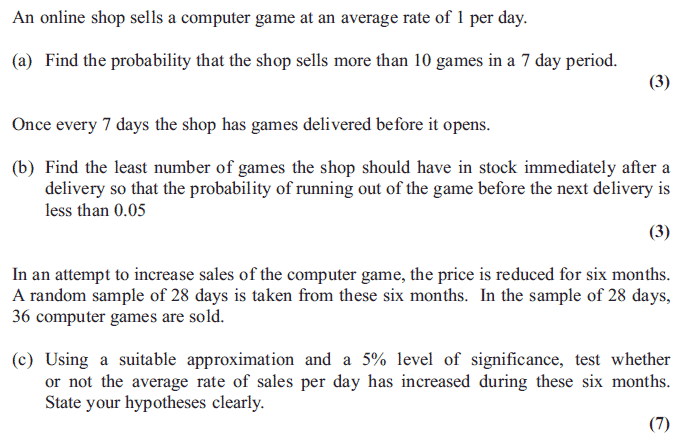 An online shop sells a computer game at an average rate of 1 per day.
(a) Find the probability that the shop sells more than 10 games in a 7 day period.
(3)
Once every 7 days the shop has games delivered before it opens.
(b) Find the least number of games the shop should have in stock immediately after a
delivery so that the probability of running out of the game before the next delivery is
less than 0.05
(3)
In an attempt to increase sales of the computer game, the price is reduced for six months.
A random sample of 28 days is taken from these six months. In the sample of 28 days,
36 computer games are sold.
(c) Using a suitable approximation and a 5% level of significance, test whether
or not the average rate of sales per day has increased during these six months.
State your hypotheses clearly.
(7)